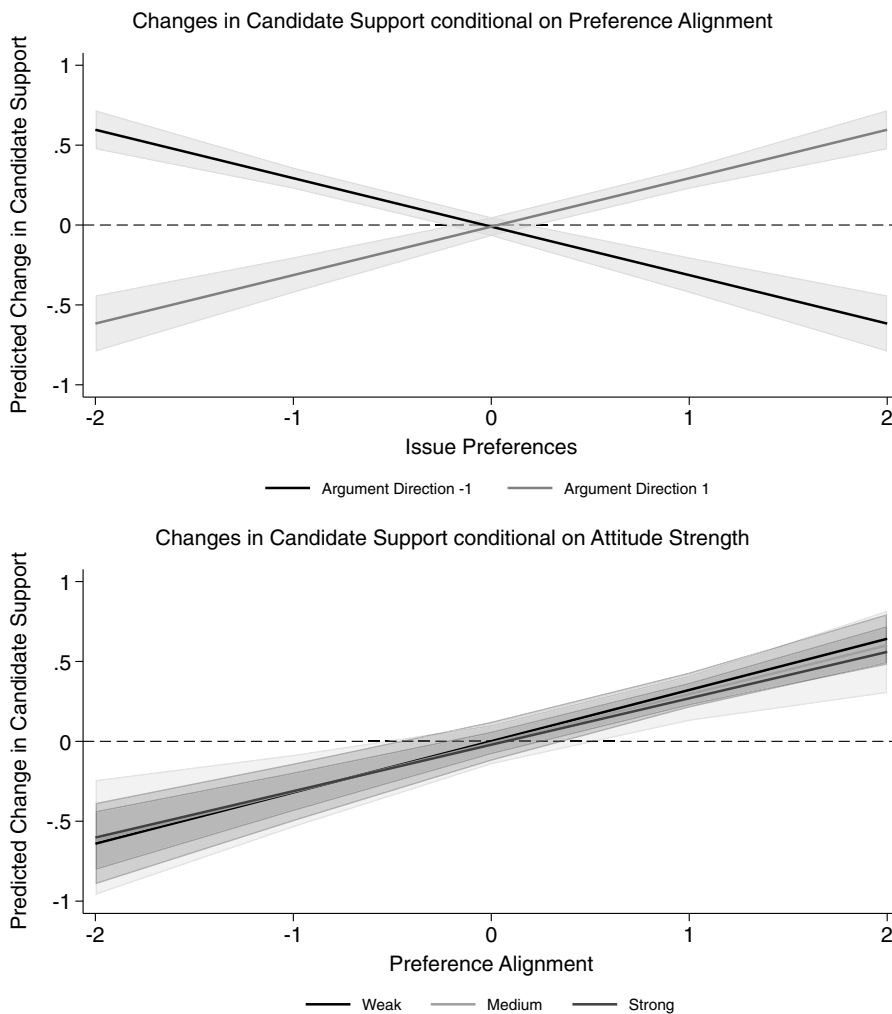 Changes in Candidate Support conditional on Preference Alignment
Predicted Change in Candidate Support
1
.5
0
-.5
-1
-2 -1 0 1 2
Issue Preferences
Argument Direction -1 Argument Direction 1
Changes in Candidate Support conditional on Attitude Strength
Predicted Change in Candidate Support
1
.5
0
-.5
-1
-2 -1 0 1 2
Preference Alignment
Weak Medium Strong